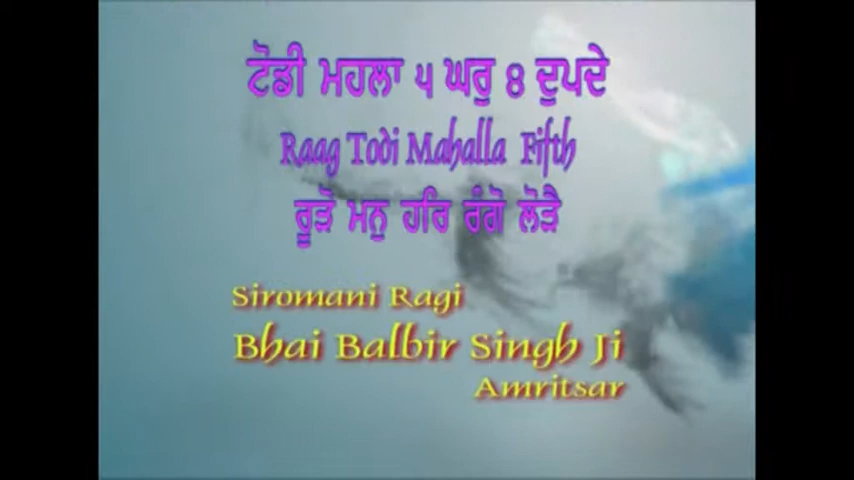 ਟੋਡੀ ਮਹਲਾ ੫ ਘਰੁ ੪ ਦੁਪਦੇ
Raag Todi Mahalla Fifth
ਰੂੜੋ ਮਨੁ ਹਰਿ ਰੰਗੋ ਲੋੜੈ
Siromani Ragi
Bhai Balbir Singh Ji
Amritsar